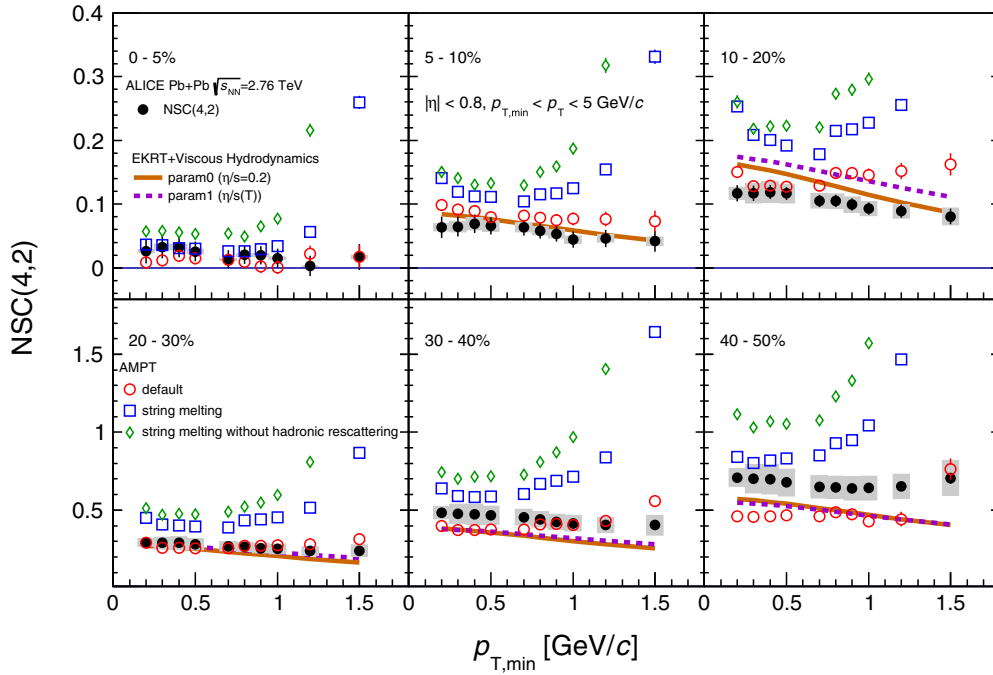 0.4
0.3
0.2
0.1
0
NSC(4,2)
0 - 5%
ALICE Pb+Pb √sNN=2.76 TeV
NSC(4,2)
EKRT+Viscous Hydrodynamics
param0 (η/s=0.2)
param1 (η/s(T))
5 - 10%
|η| < 0.8, pT,min < pT < 5 GeV/c
10 - 20%
1.5
1
0.5
20 - 30%
AMPT
default
string melting
string melting without hadronic rescattering
30 - 40%
40 - 50%
0 0.5 1 1.5 0 0.5 1 1.5 0 0.5 1 1.5
pT,min [GeV/c]